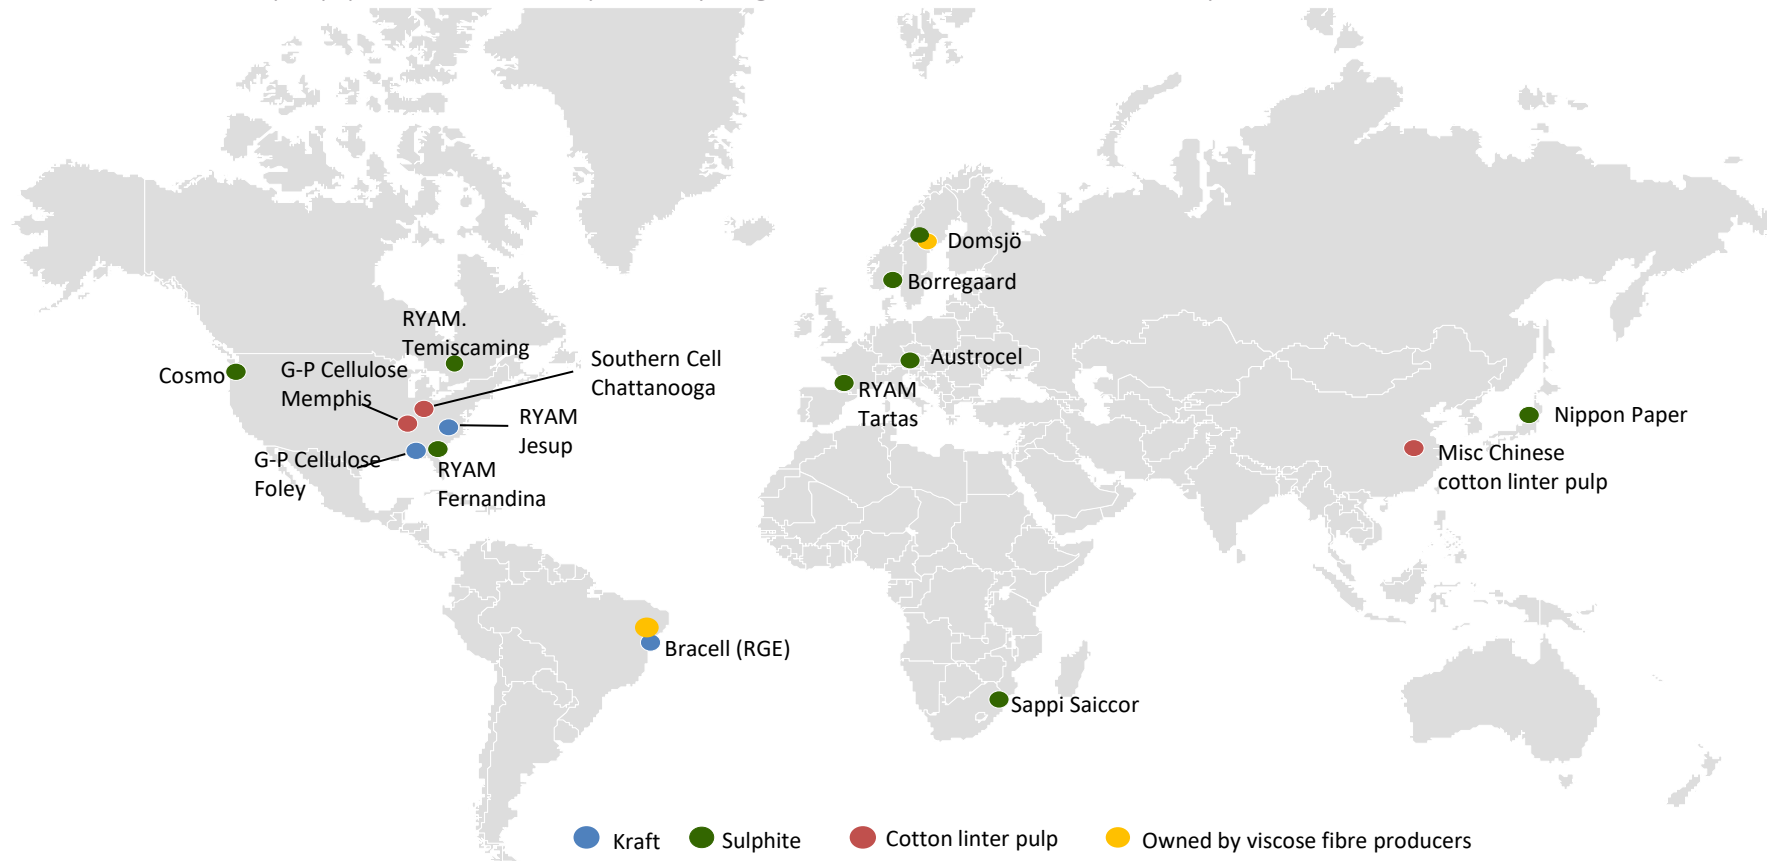 Domsjö
Borregaard
RYAM.
Temiscaming
Southern Cell
Chattanooga
Cosmo
G-P Cellulose
Memphis
Austrocel
RYAM
Tartas
RYAM
Jesup
Nippon Paper
G-P Cellulose
Foley
RYAM
Fernandina
Misc Chinese
cotton linter pulp
Bracell (RGE)
Sappi Saiccor
Kraft
Sulphite
Cotton linter pulp
Owned by viscose fibre producers